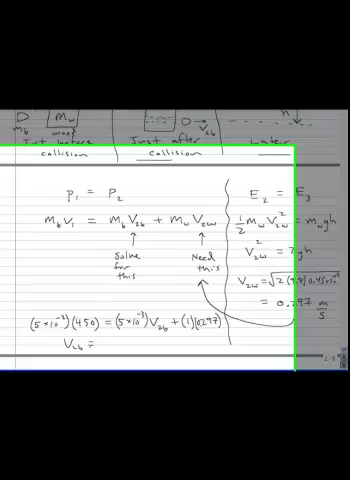 m_b
M_w
wood
V_2b
h
Just before collision
Just after collision
Later
P_1 = P_2
m_b V_1 = m_b V_2b + m_w V_2w
Solve for this
Need this
(5×10^-3)(450) = (5×10^-3) V_2b + (1)(0.297)
V_2b =
E_2 = E_3
1/2 m_w V_2w^2 = m_w g h
V_2w^2 = 2gh
V_2w = √2(9.8)0.45×10^-2
= 0.297 m/s